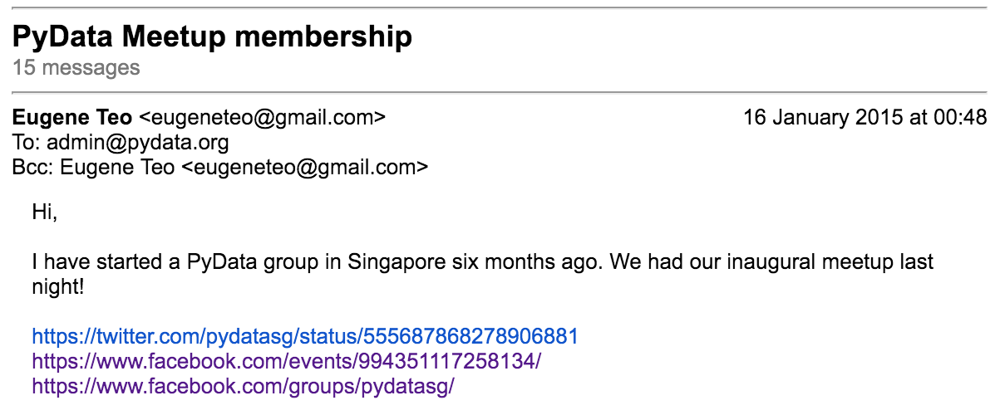 PyData Meetup membership
15 messages
Eugene Teo <eugeneteo@gmail.com> 16 January 2015 at 00:48
To: admin@pydata.org
Bcc: Eugene Teo <eugeneteo@gmail.com>
Hi,
I have started a PyData group in Singapore six months ago. We had our inaugural meetup last
night!
https://twitter.com/pydatasg/status/555687868278906881
https://www.facebook.com/events/994351117258134/
https://www.facebook.com/groups/pydatasg/